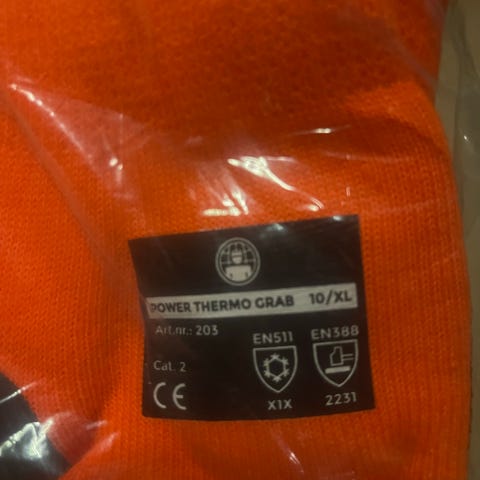 POWER THERMO GRAB 10/XL
Art.nr.: 203
EN511 EN388
Cat. 2
CE
X1X 2231